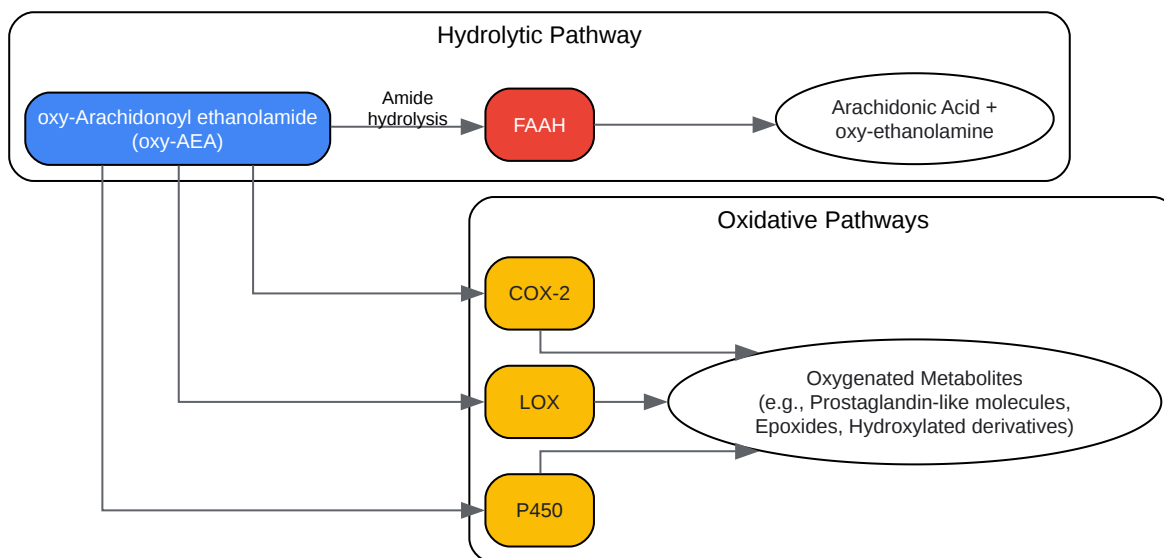 Hydrolytic Pathway
oxy-Arachidonoyl ethanolamide
(oxy-AEA)
Amide
hydrolysis
FAAH
Arachidonic Acid +
oxy-ethanolamine
Oxidative Pathways
COX-2
LOX
Oxygenated Metabolites
(e.g., Prostaglandin-like molecules,
Epoxides, Hydroxylated derivatives)
P450